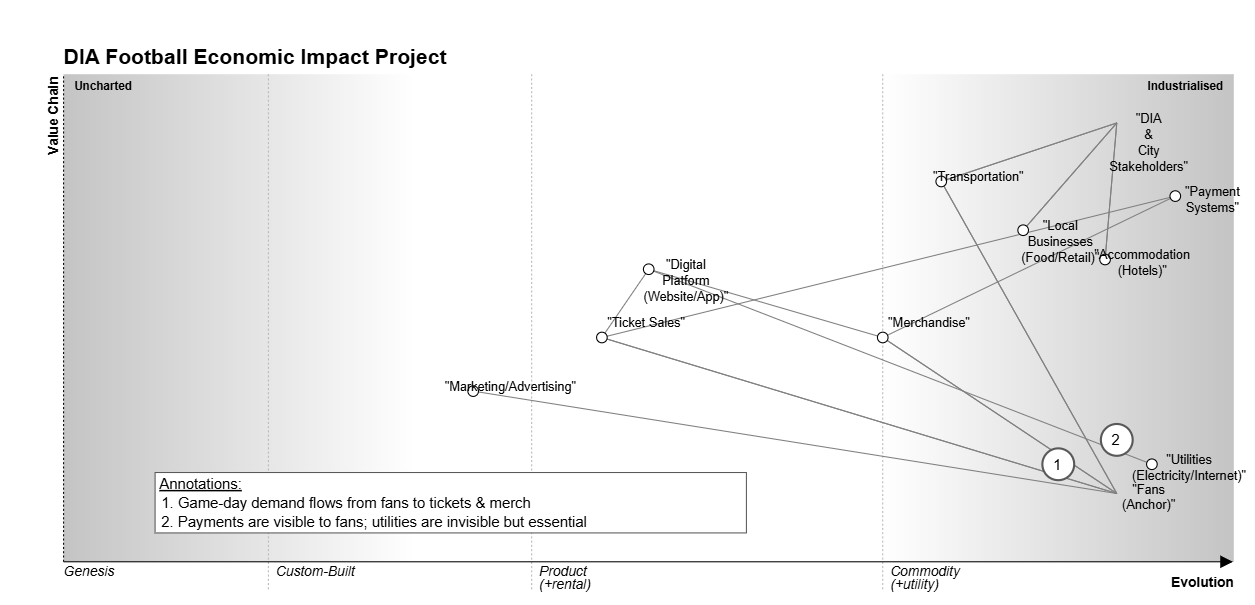 DIA Football Economic Impact Project
Value Chain
Uncharted
Industrialised
"DIA
&
City
Stakeholders"
"Transportation"
"Payment
Systems"
"Local
Businesses
(Food/Retail)"
"Accommodation
(Hotels)"
"Digital
Platform
(Website/App)"
"Ticket Sales"
"Merchandise"
"Marketing/Advertising"
2
1
"Utilities
(Electricity/Internet)"
"Fans
(Anchor)"
Annotations:
1. Game-day demand flows from fans to tickets & merch
2. Payments are visible to fans; utilities are invisible but essential
Genesis
Custom-Built
Product
(+rental)
Commodity
(+utility)
Evolution